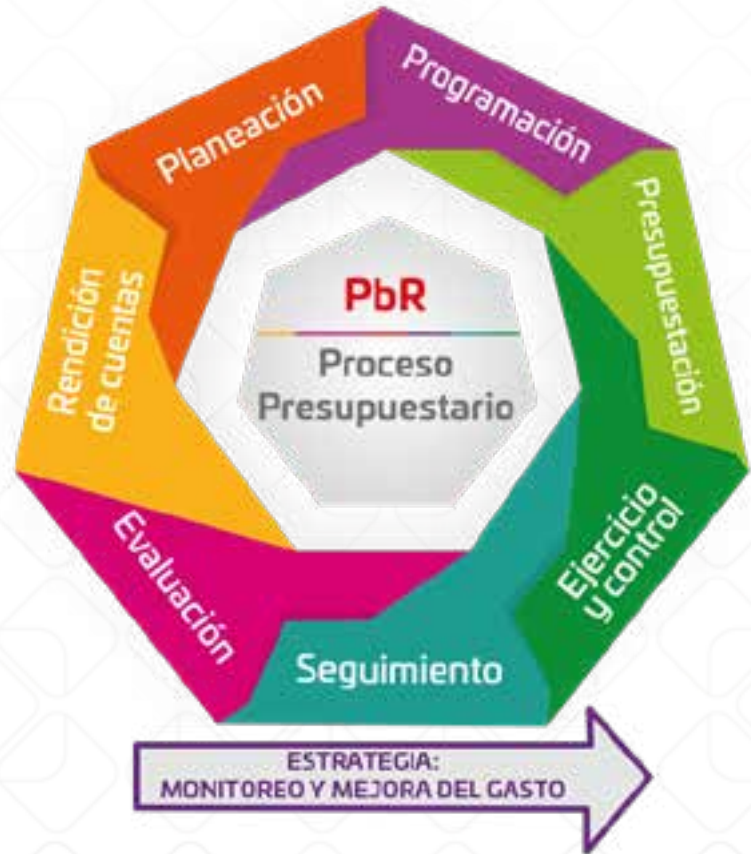 Planeación
Programación
Presupuestación
Ejercicio
y control
Seguimiento
Evaluación
Rendición
de cuentas
PbR
Proceso
Presupuestario
ESTRATEGIA:
MONITOREO Y MEJORA DEL GASTO